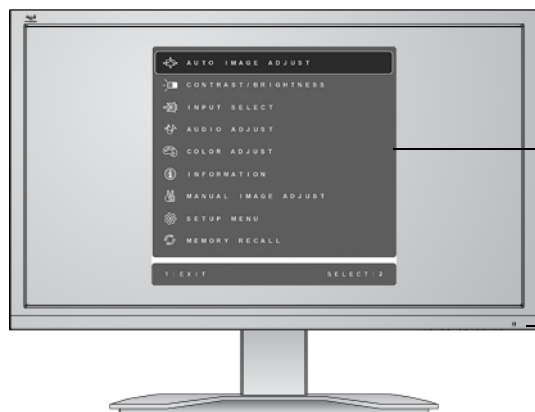 AUTO IMAGE ADJUST
CONTRAST/BRIGHTNESS
INPUT SELECT
AUDIO ADJUST
COLOR ADJUST
INFORMATION
MANUAL IMAGE ADJUST
SETUP MENU
MEMORY RECALL
1:EXIT SELECT:2